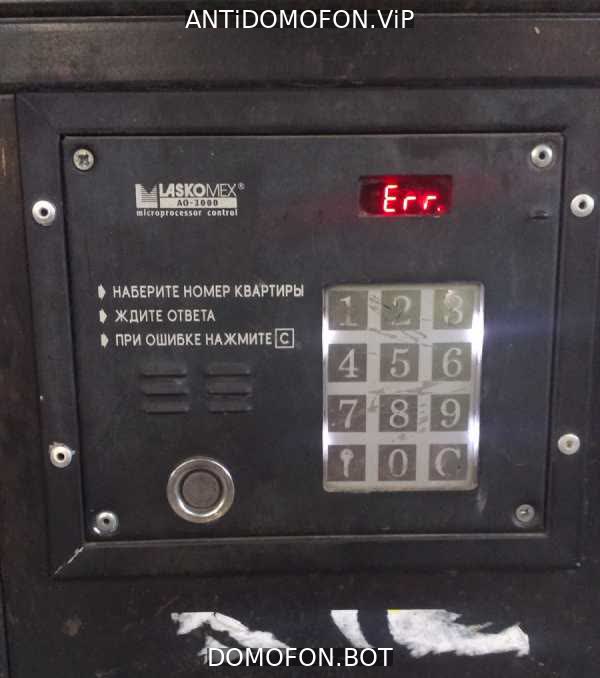 ANTiDOMOFON.ViP
LASKOMEX®
AO-3000
microprocessor control
Err.
НАБЕРИТЕ НОМЕР КВАРТИРЫ
ЖДИТЕ ОТВЕТА
ПРИ ОШИБКЕ НАЖМИТЕ C
1 2 3
4 5 6
7 8 9
0 C
DOMOFON.BOT